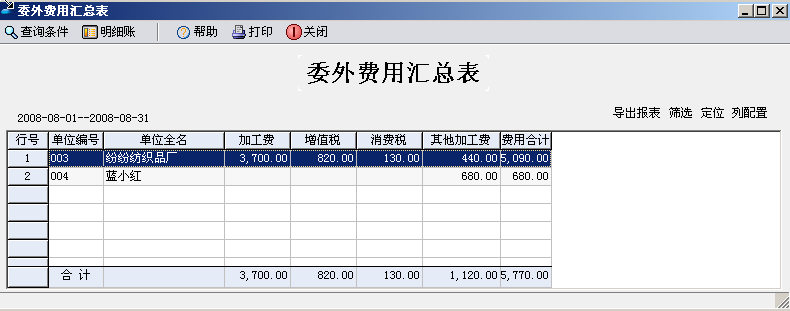 委外费用汇总表
查询条件 明细账 帮助 打印 关闭
委外费用汇总表
2008-08-01--2008-08-31 导出报表 筛选 定位 列配置
行号 单位编号 单位全名 加工费 增值税 消费税 其他加工费 费用合计
1 003 纷纷纺织品厂 3,700.00 820.00 130.00 440.00 5,090.00
2 004 蓝小红 680.00 680.00
合 计 3,700.00 820.00 130.00 1,120.00 5,770.00